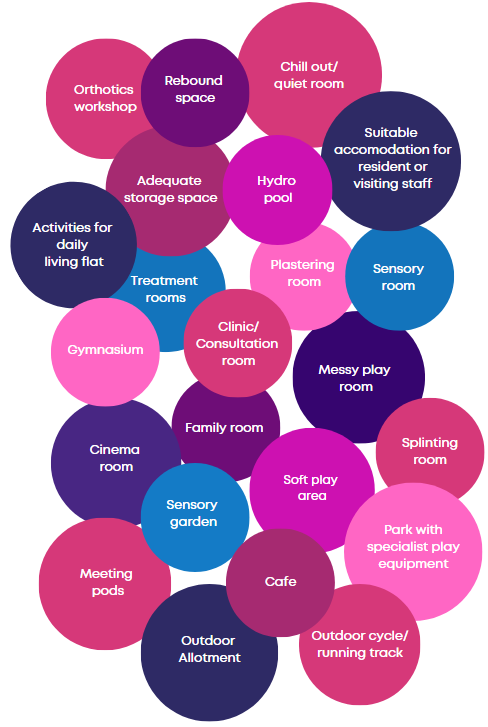 Orthotics
workshop
Rebound
space
Chill out/
quiet room
Suitable
accomodation for
resident or
visiting staff
Adequate
storage space
Hydro
pool
Activities for
daily
living flat
Treatment
rooms
Plastering
room
Sensory
room
Gymnasium
Clinic/
Consultation
room
Messy play
room
Family room
Cinema
room
Splinting
room
Sensory
garden
Soft play
area
Park with
specialist play
equipment
Meeting
pods
Cafe
Outdoor
Allotment
Outdoor cycle/
running track